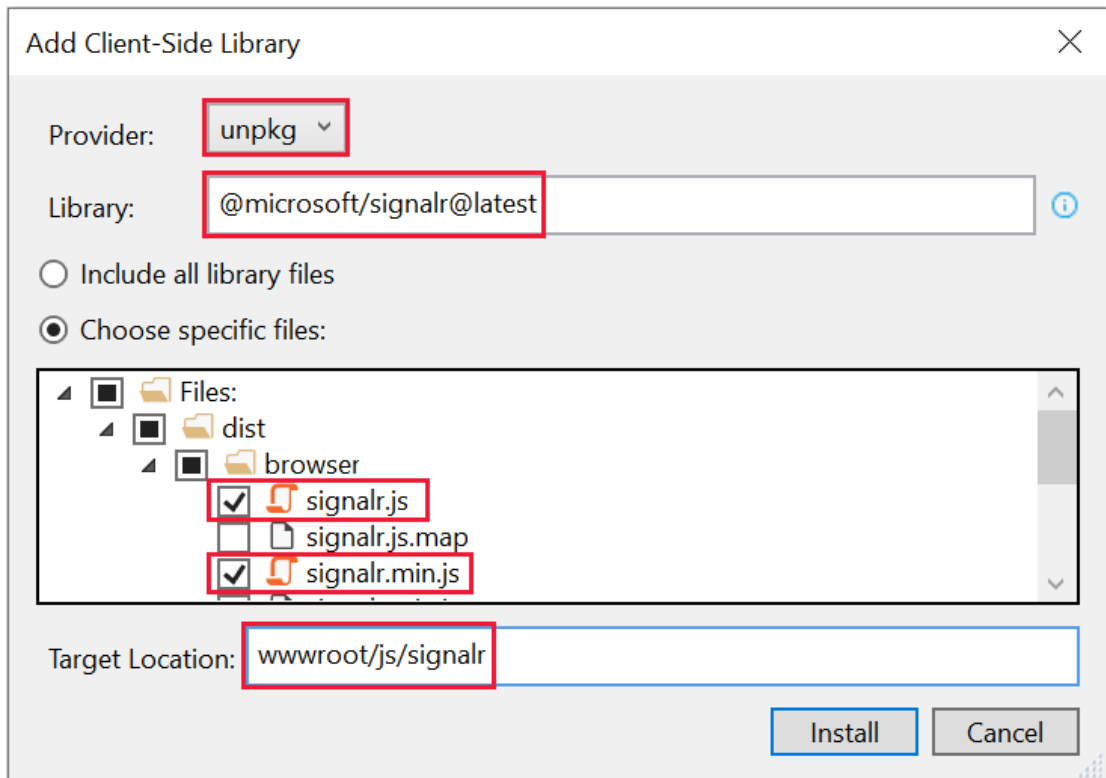 Add Client-Side Library
Provider: unpkg
Library: @microsoft/signalr@latest
Include all library files
Choose specific files:
Files:
dist
browser
signalr.js
signalr.js.map
signalr.min.js
Target Location: wwwroot/js/signalr
Install Cancel